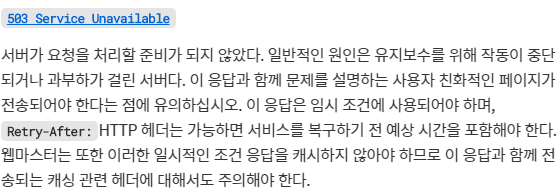 503 Service Unavailable
서버가 요청을 처리할 준비가 되지 않았다. 일반적인 원인은 유지보수를 위해 작동이 중단
되거나 과부하가 걸린 서버다. 이 응답과 함께 문제를 설명하는 사용자 친화적인 페이지가
전송되어야 한다는 점에 유의하십시오. 이 응답은 임시 조건에 사용되어야 하며,
Retry-After: HTTP 헤더는 가능하면 서비스를 복구하기 전 예상 시간을 포함해야 한다.
웹마스터는 또한 이러한 일시적인 조건 응답을 캐시하지 않아야 하므로 이 응답과 함께 전
송되는 캐싱 관련 헤더에 대해서도 주의해야 한다.